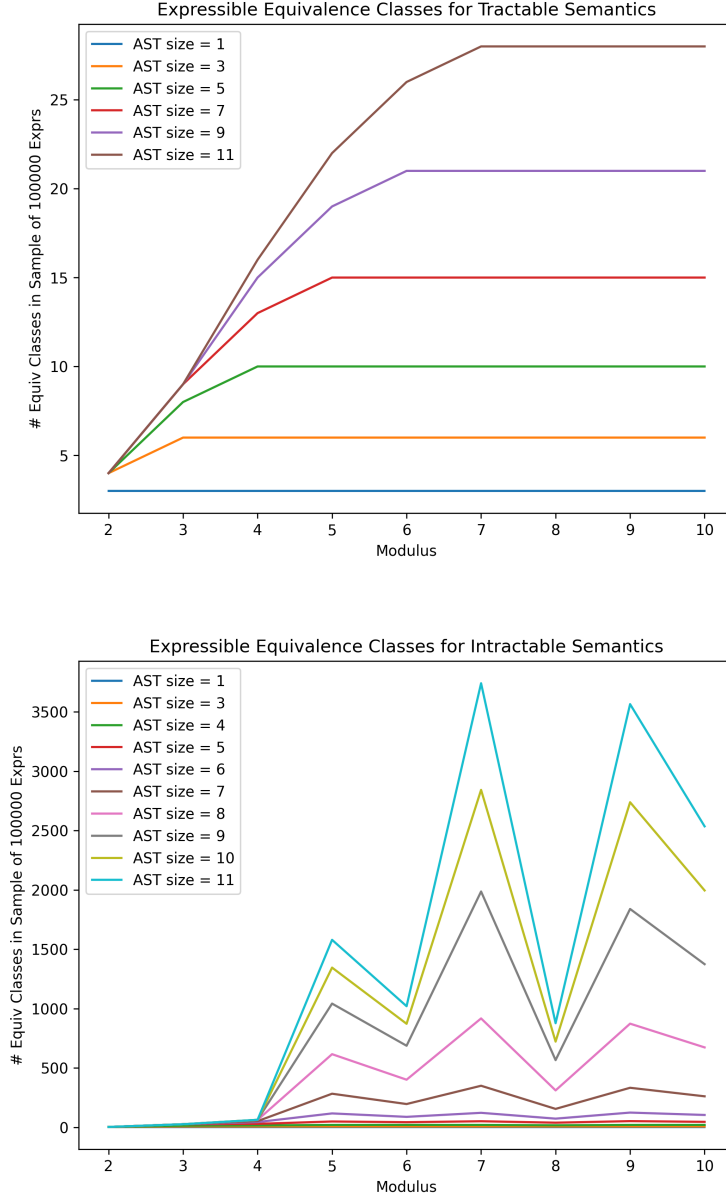 Expressible Equivalence Classes for Tractable Semantics
AST size = 1
AST size = 3
AST size = 5
AST size = 7
AST size = 9
AST size = 11
# Equiv Classes in Sample of 100000 Exprs
25
20
15
10
5
2 3 4 5 6 7 8 9 10
Modulus
Expressible Equivalence Classes for Intractable Semantics
AST size = 1
AST size = 3
AST size = 4
AST size = 5
AST size = 6
AST size = 7
AST size = 8
AST size = 9
AST size = 10
AST size = 11
# Equiv Classes in Sample of 100000 Exprs
3500
3000
2500
2000
1500
1000
500
0
2 3 4 5 6 7 8 9 10
Modulus